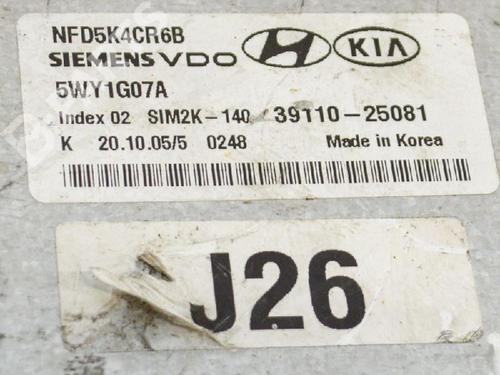 NFD5K4CR6B
SIEMENS VDO HYUNDAI KIA
5WY1G07A
Index 02 SIM2K-140 39110-25081
K 20.10.05/5 0248 Made in Korea
J26